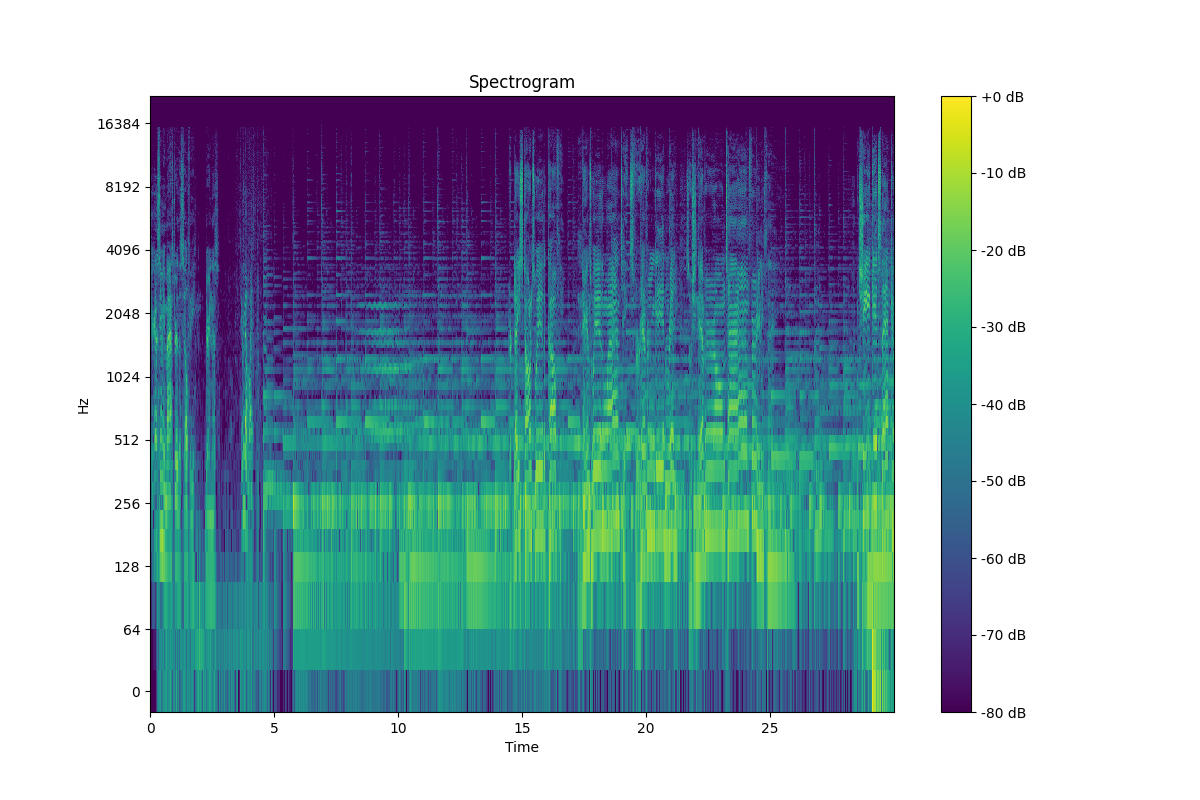 Spectrogram
16384
8192
4096
2048
1024
512
256
128
64
0
Hz
0
5
10
15
20
25
Time
+0 dB
-10 dB
-20 dB
-30 dB
-40 dB
-50 dB
-60 dB
-70 dB
-80 dB